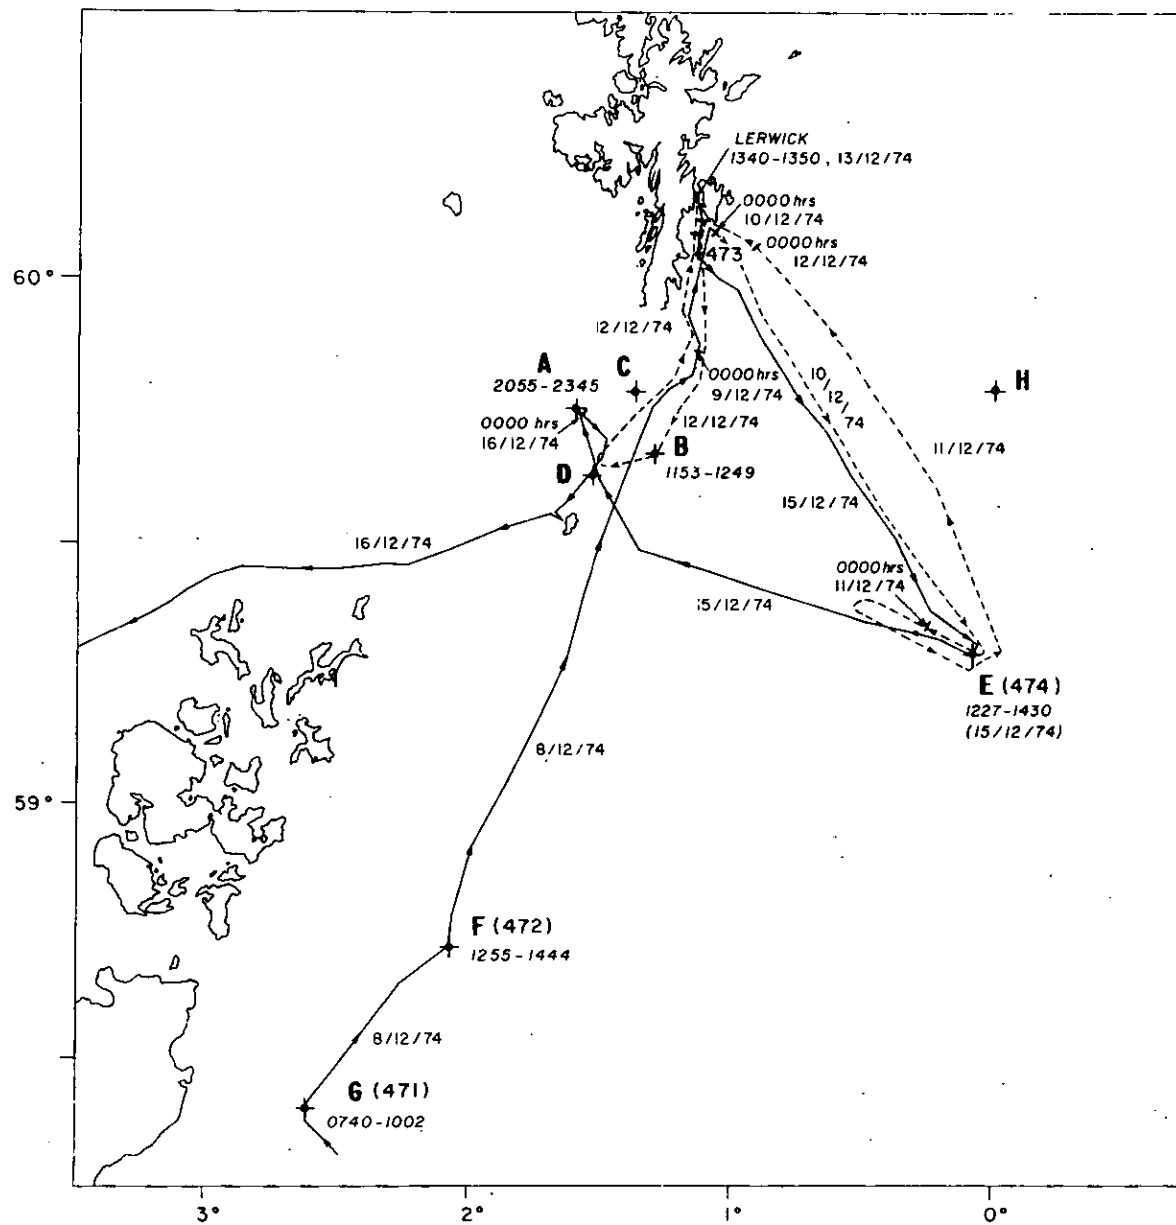 LERWICK
1340-1350, 13/12/74
0000 hrs
10/12/74
0000 hrs
12/12/74
473
60°
12/12/74
A
2055-2345
C
0000 hrs
9/12/74
10/12/74
H
0000 hrs
16/12/74
12/12/74
B
1153-1249
11/12/74
D
15/12/74
16/12/74
0000 hrs
11/12/74
15/12/74
E (474)
1227-1430
(15/12/74)
8/12/74
59°
F (472)
1255-1444
8/12/74
G (471)
0740-1002
3°
2°
1°
0°